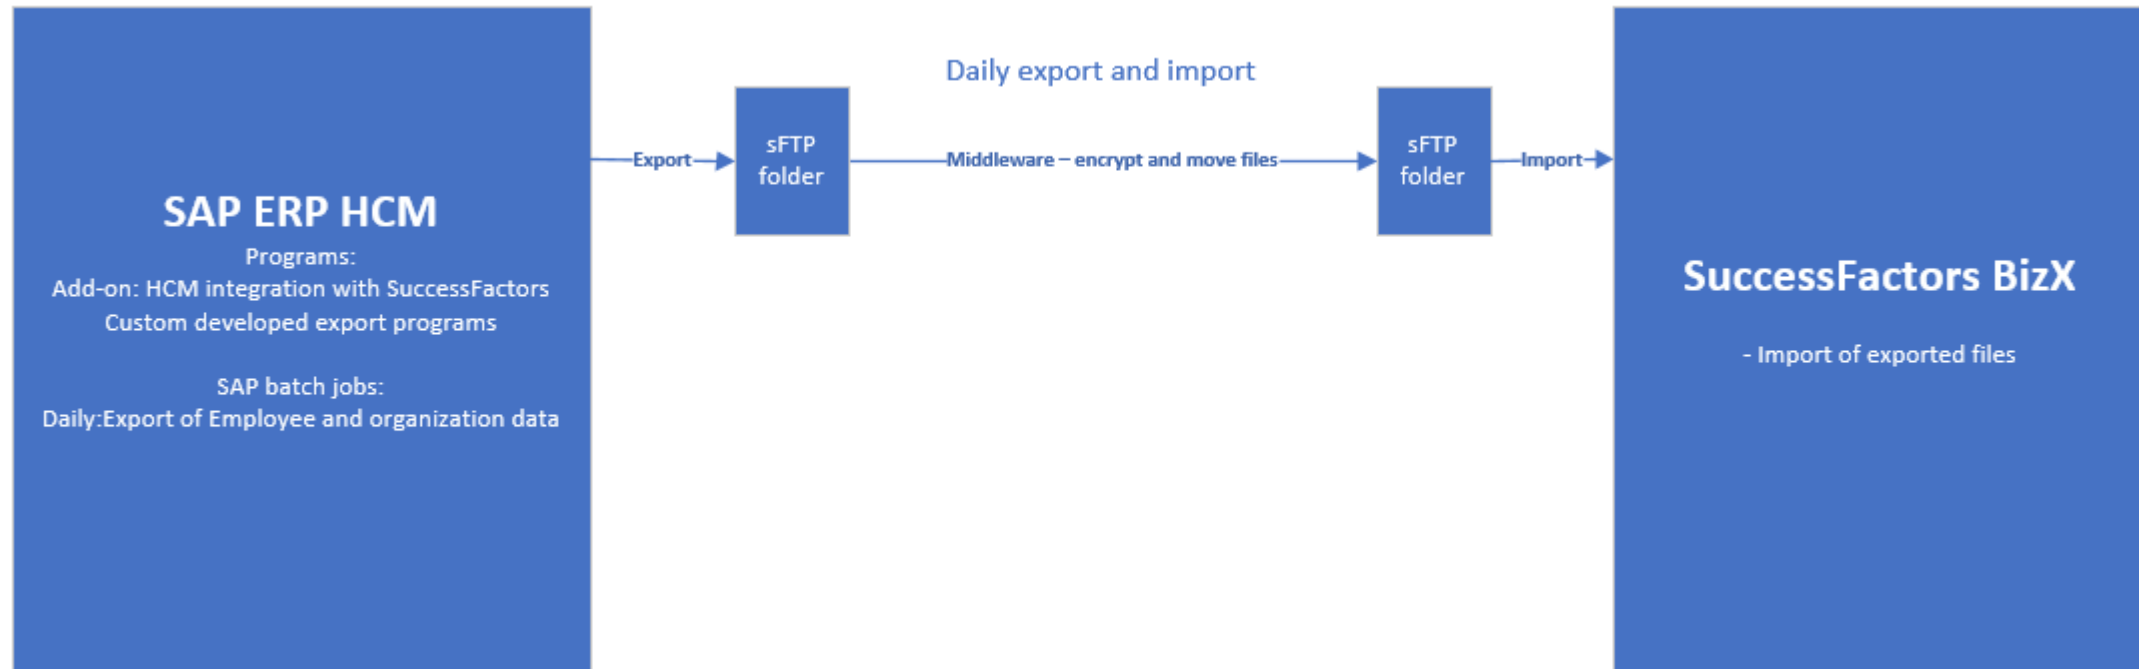 SAP ERP HCM
Programs:
Add-on: HCM integration with SuccessFactors
Custom developed export programs
SAP batch jobs:
Daily:Export of Employee and organization data
Export
sFTP
folder
Daily export and import
Middleware – encrypt and move files
sFTP
folder
Import
SuccessFactors BizX
- Import of exported files